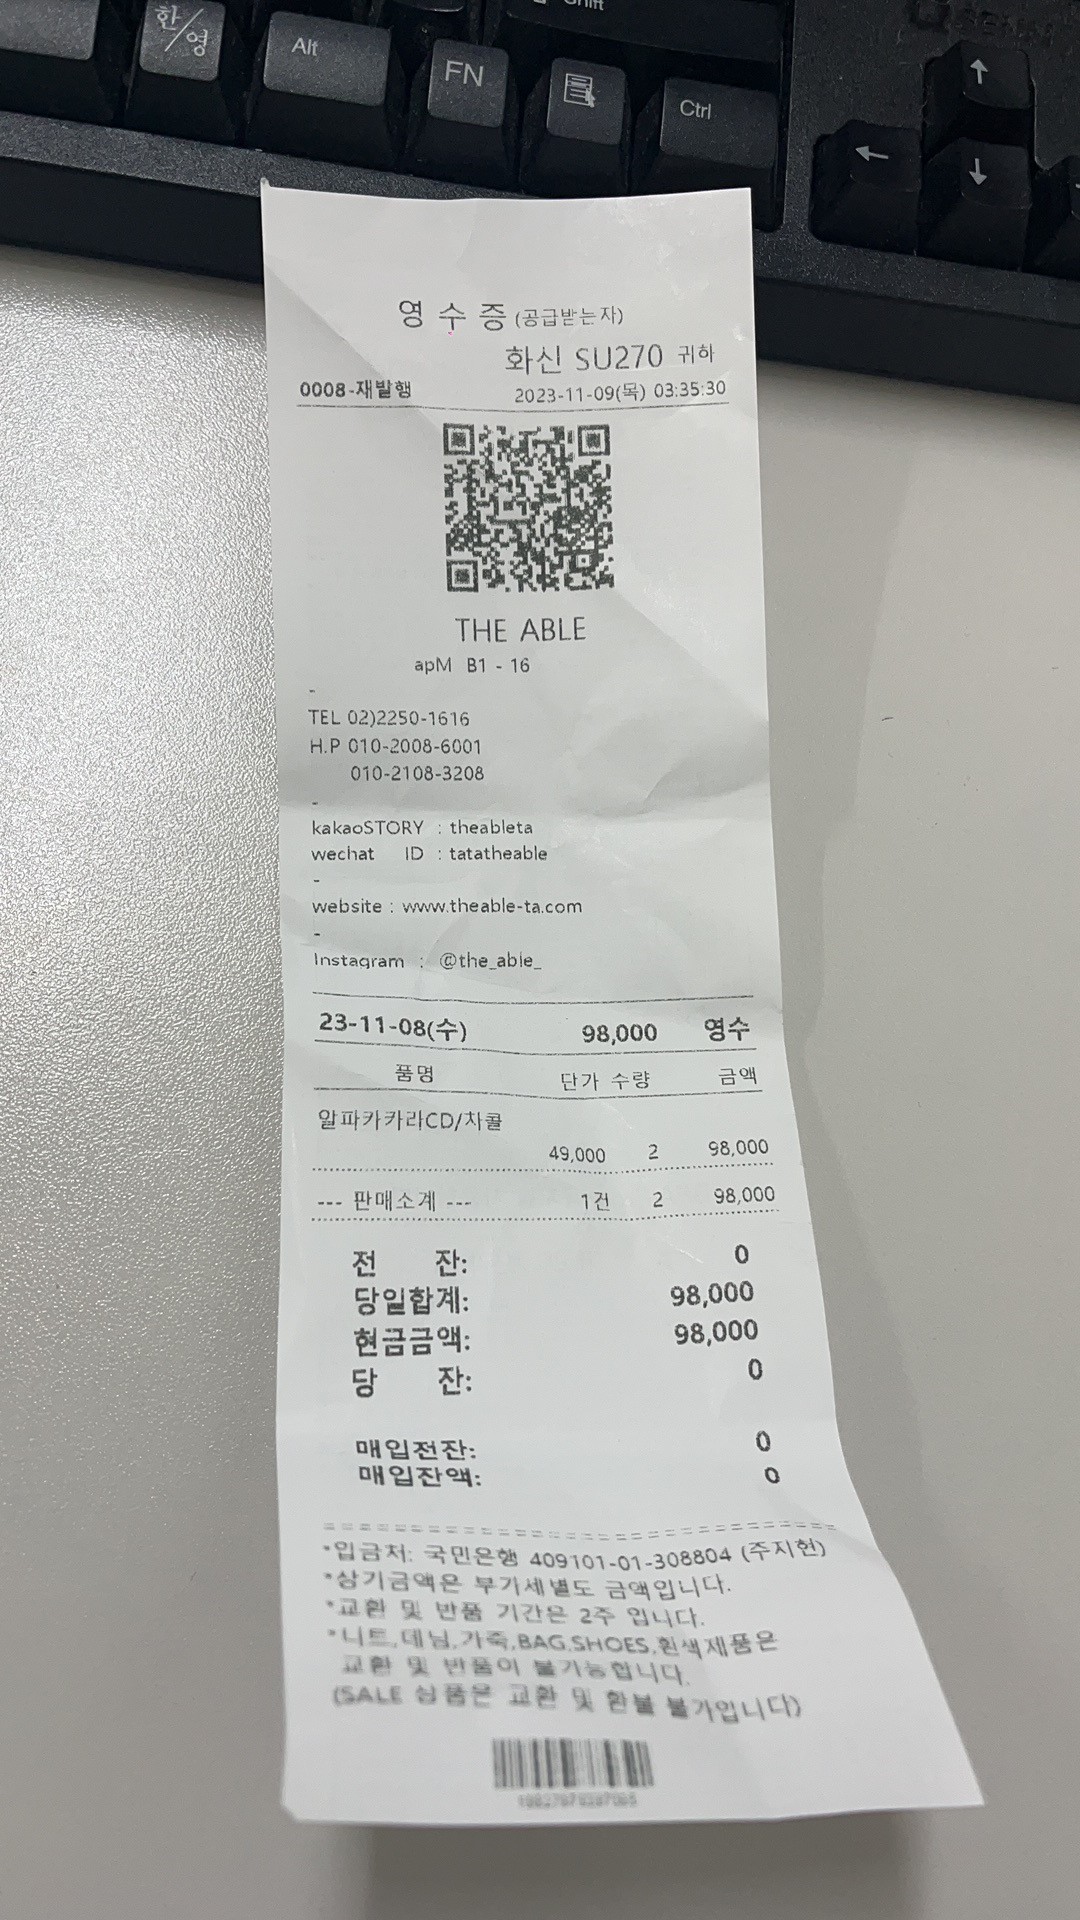 한/영
Alt
FN
Shift
Ctrl
영 수 증 (공급받는자)
화신 SU270 귀하
0008-재발행 2023-11-09(목) 03:35:30
THE ABLE
apM B1 - 16
-
TEL 02)2250-1616
H.P 010-2008-6001
010-2108-3208
-
kakaoSTORY : theableta
wechat ID : tatatheable
-
website : www.theable-ta.com
-
Instagram : @the_able_
23-11-08(수) 98,000 영수
품명 단가 수량 금액
알파카카라CD/차콜
49,000 2 98,000
--- 판매소계 --- 1건 2 98,000
전 잔: 0
당일합계: 98,000
현금금액: 98,000
당 잔: 0
매입전잔: 0
매입잔액: 0
*입금처: 국민은행 409101-01-308804 (주지헌)
*상기금액은 부가세별도 금액입니다.
*교환 및 반품 기간은 2주 입니다.
*니트,데님,가죽,BAG,SHOES,흰색제품은
교환 및 반품이 불가능합니다.
(SALE 상품은 교환 및 환불 불가입니다)